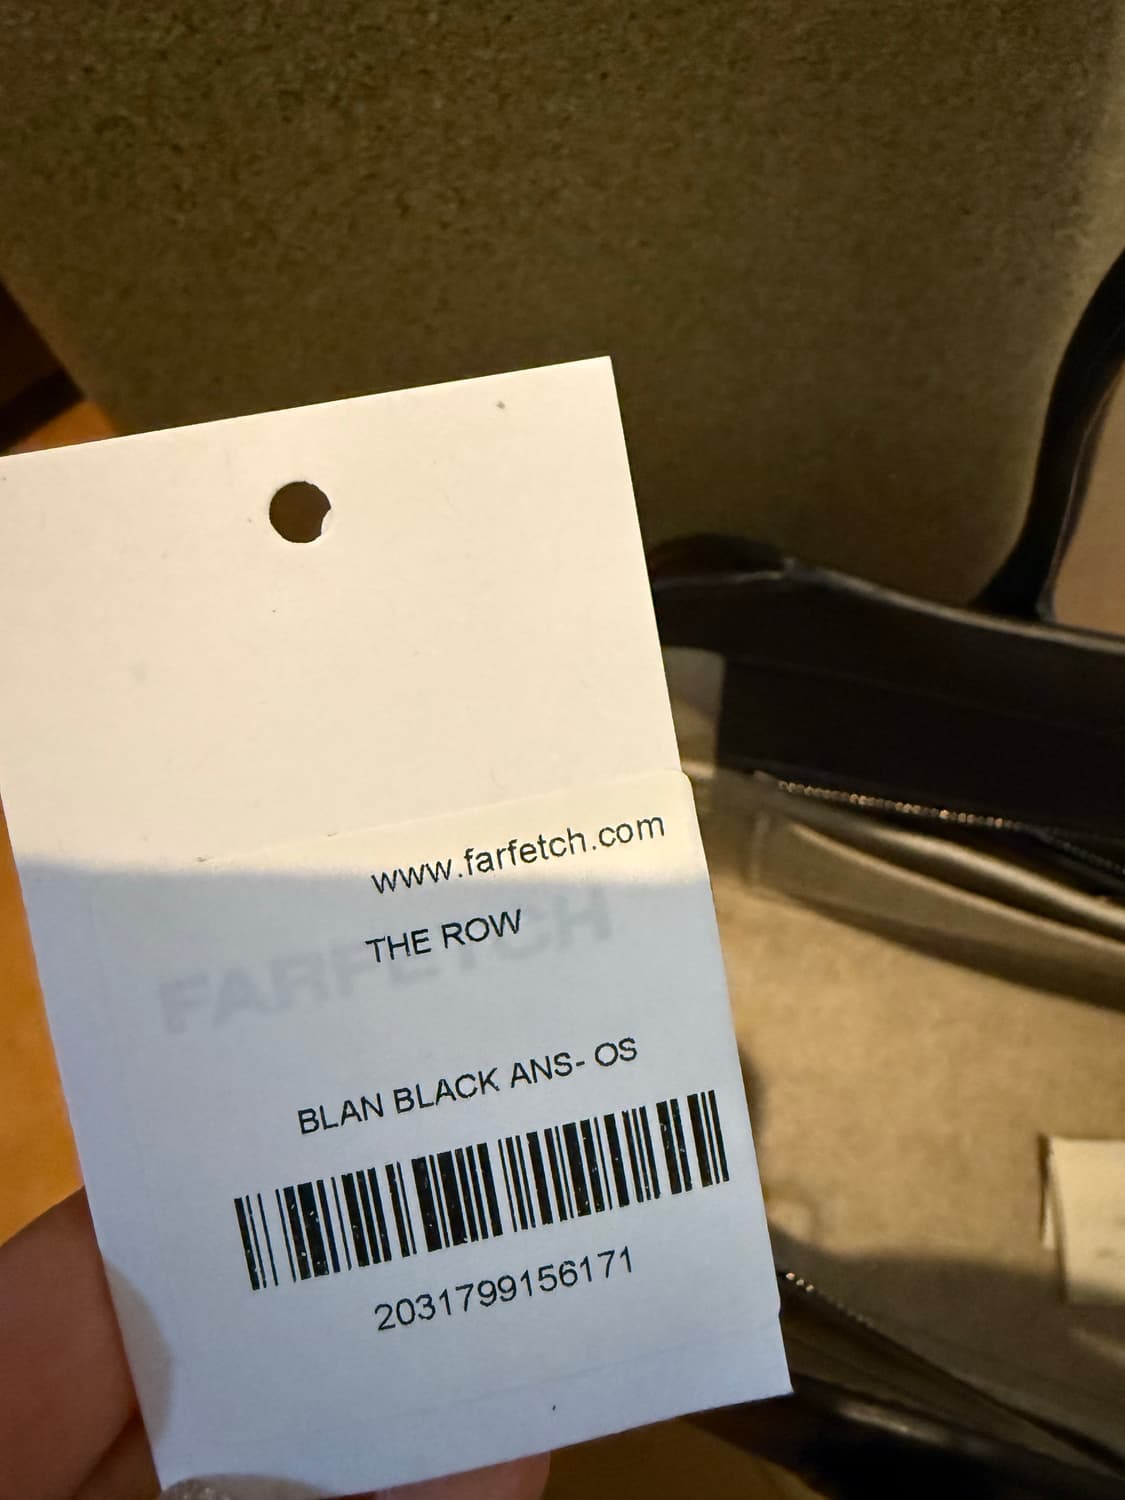 www.farfetch.com
THE ROW
FARFETCH
BLAN BLACK ANS- OS
2031799156171